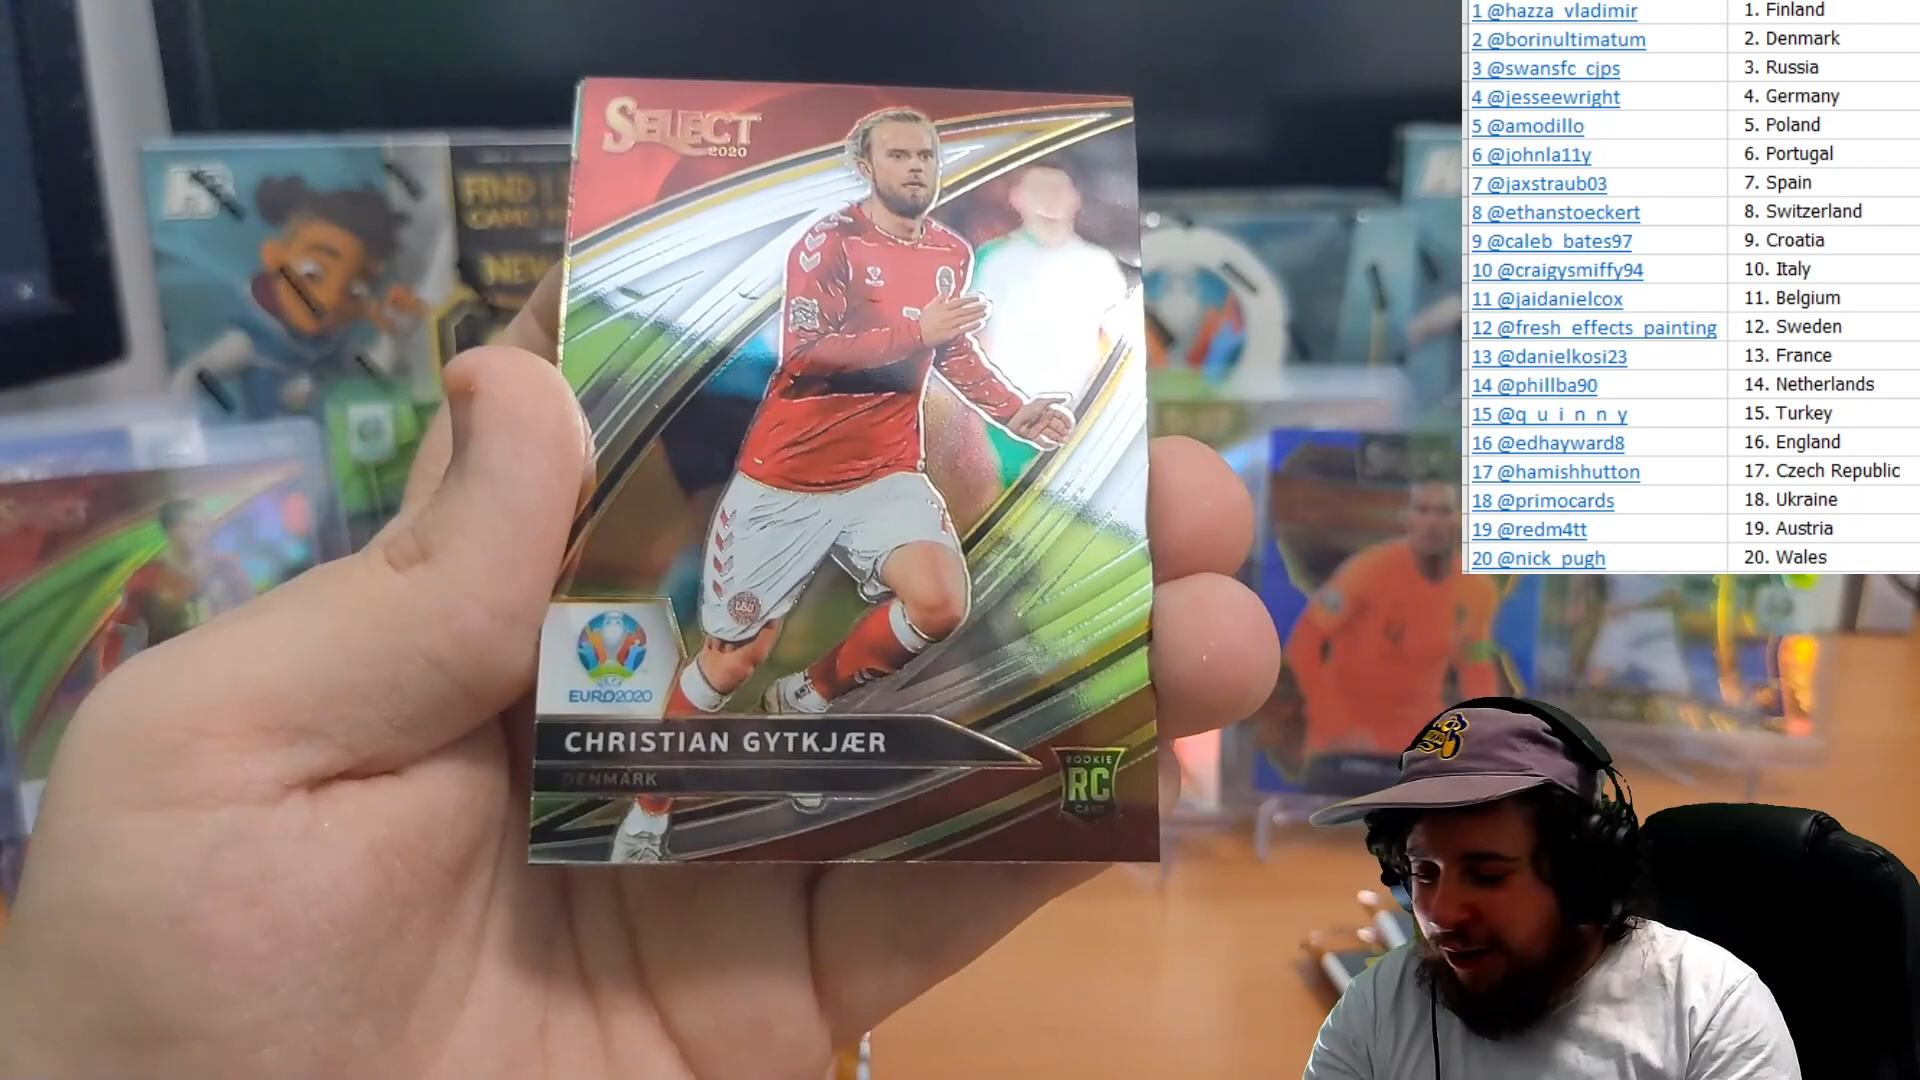 1 @hazza_vladimir 1. Finland
2 @borinultimatum 2. Denmark
3 @swansfc_cjps 3. Russia
4 @jesseewright 4. Germany
5 @amodillo 5. Poland
6 @johnla11y 6. Portugal
7 @jaxstraub03 7. Spain
8 @ethanstoeckert 8. Switzerland
9 @caleb_bates97 9. Croatia
10 @craigysmiffy94 10. Italy
11 @jaidanielcox 11. Belgium
12 @fresh_effects_painting 12. Sweden
13 @danielkosi23 13. France
14 @phillba90 14. Netherlands
15 @q_u_i_n_n_y 15. Turkey
16 @edhayward8 16. England
17 @hamishhutton 17. Czech Republic
18 @primocards 18. Ukraine
19 @redm4tt 19. Austria
20 @nick_pugh 20. Wales
SELECT
2020
EURO2020
CHRISTIAN GYTKJÆR
DENMARK
ROOKIE
RC
CARD
FIND
CAMO
NEW